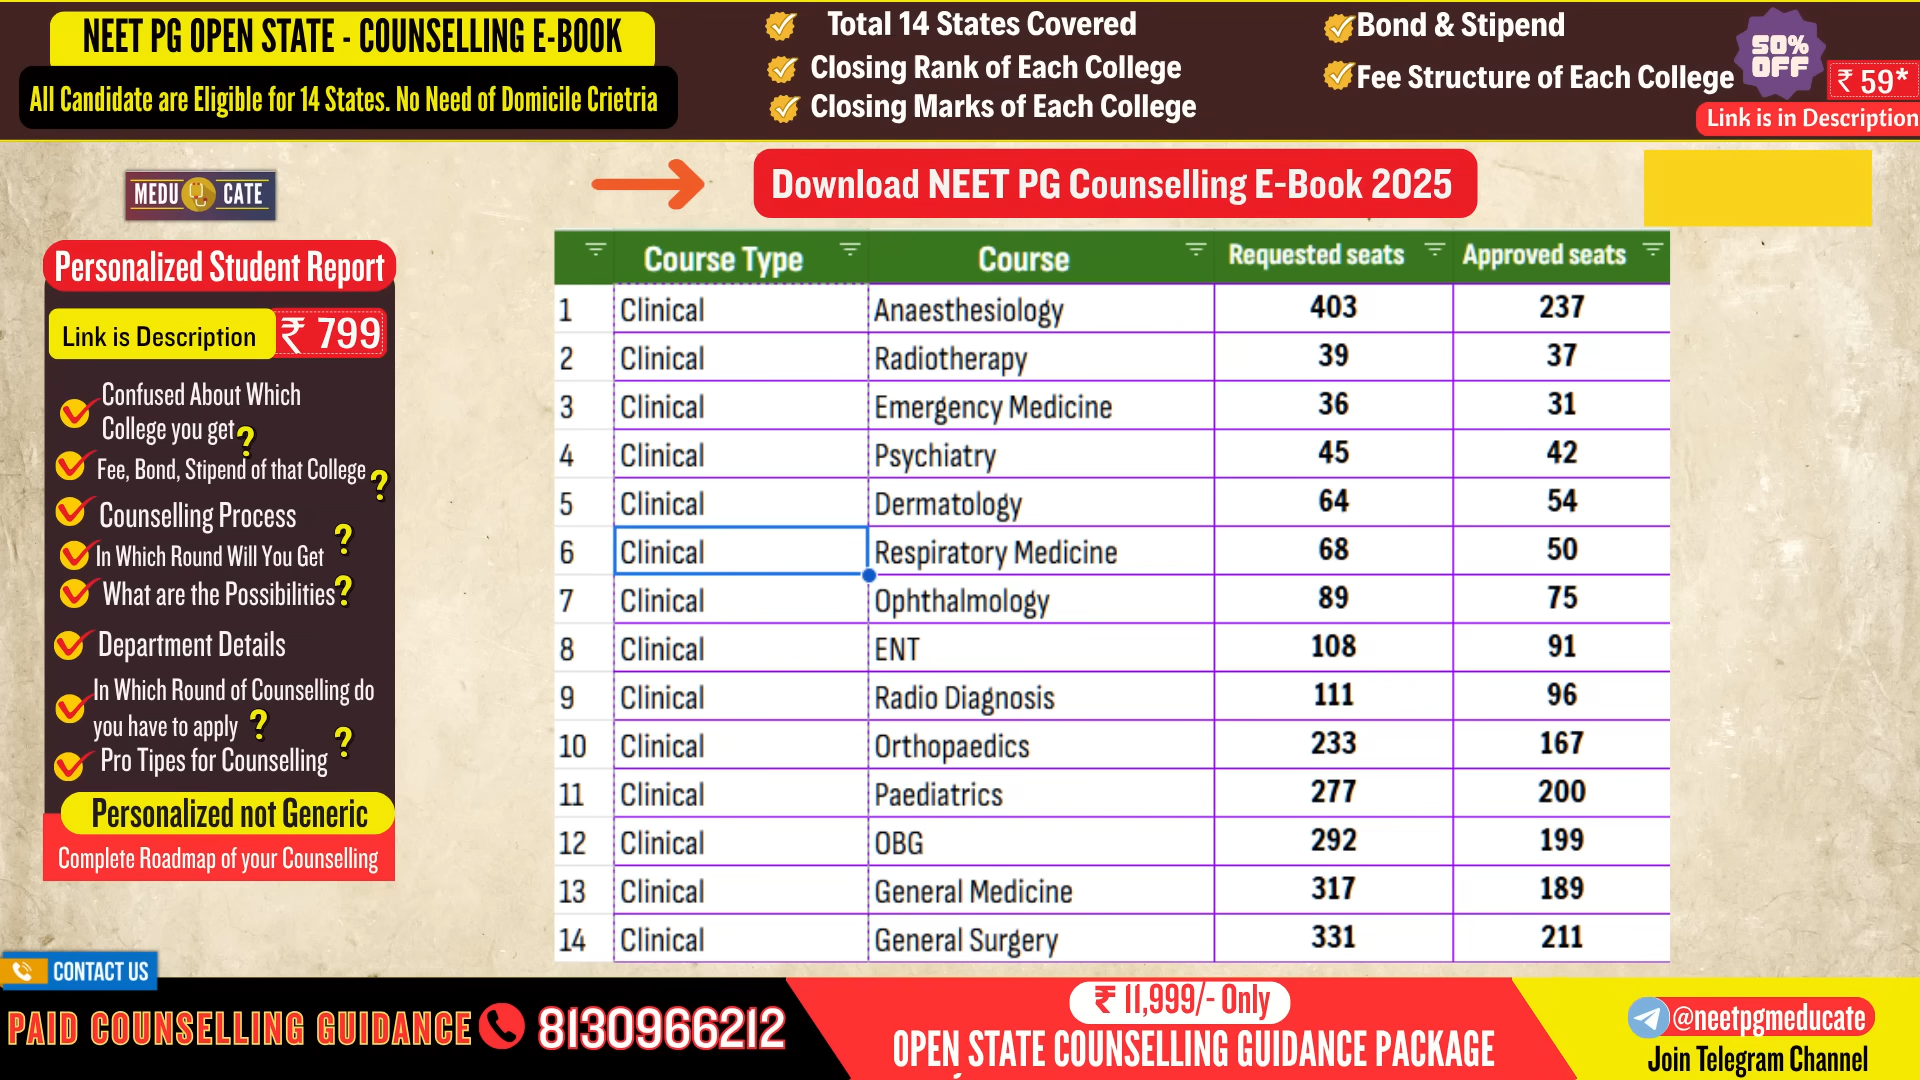 NEET PG OPEN STATE - COUNSELLING E-BOOK
All Candidate are Eligible for 14 States. No Need of Domicile Crietria
Total 14 States Covered
Closing Rank of Each College
Closing Marks of Each College
Bond & Stipend
Fee Structure of Each College
50% OFF
₹ 59*
Link is in Description
MEDU CATE
Download NEET PG Counselling E-Book 2025
Personalized Student Report
Link is Description ₹ 799
Confused About Which
College you get?
Fee, Bond, Stipend of that College ?
Counselling Process
In Which Round Will You Get ?
What are the Possibilities?
Department Details
In Which Round of Counselling do
you have to apply ?
Pro Tipes for Counselling ?
Personalized not Generic
Complete Roadmap of your Counselling
Course Type Course Requested seats Approved seats
1 Clinical Anaesthesiology 403 237
2 Clinical Radiotherapy 39 37
3 Clinical Emergency Medicine 36 31
4 Clinical Psychiatry 45 42
5 Clinical Dermatology 64 54
6 Clinical Respiratory Medicine 68 50
7 Clinical Ophthalmology 89 75
8 Clinical ENT 108 91
9 Clinical Radio Diagnosis 111 96
10 Clinical Orthopaedics 233 167
11 Clinical Paediatrics 277 200
12 Clinical OBG 292 199
13 Clinical General Medicine 317 189
14 Clinical General Surgery 331 211
CONTACT US
PAID COUNSELLING GUIDANCE 8130966212
₹ 11,999/- Only
OPEN STATE COUNSELLING GUIDANCE PACKAGE
@neetpgmeducate
Join Telegram Channel